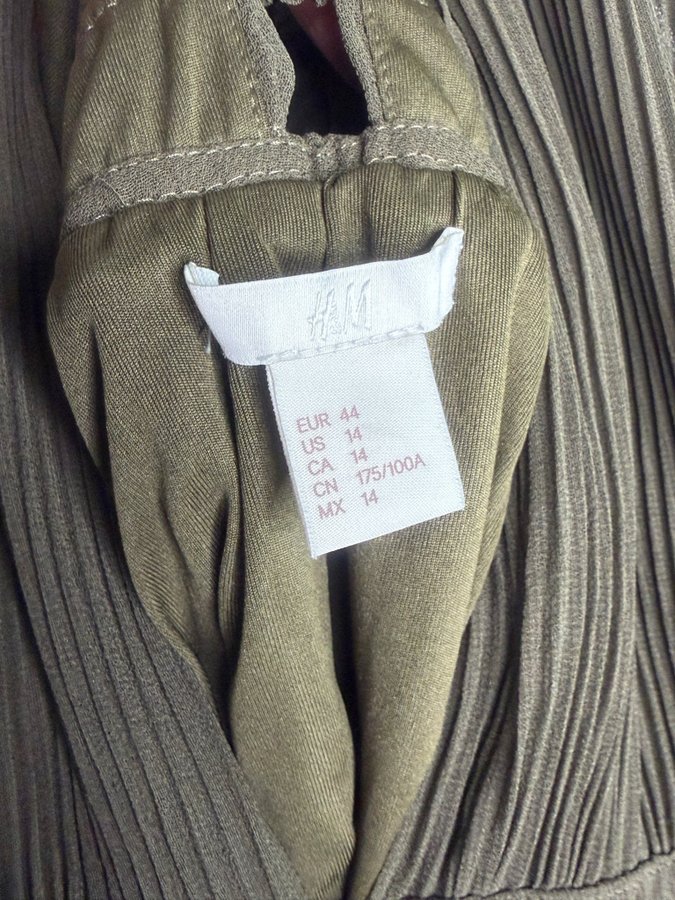 H&M
EUR 44
US 14
CA 14
CN 175/100A
MX 14